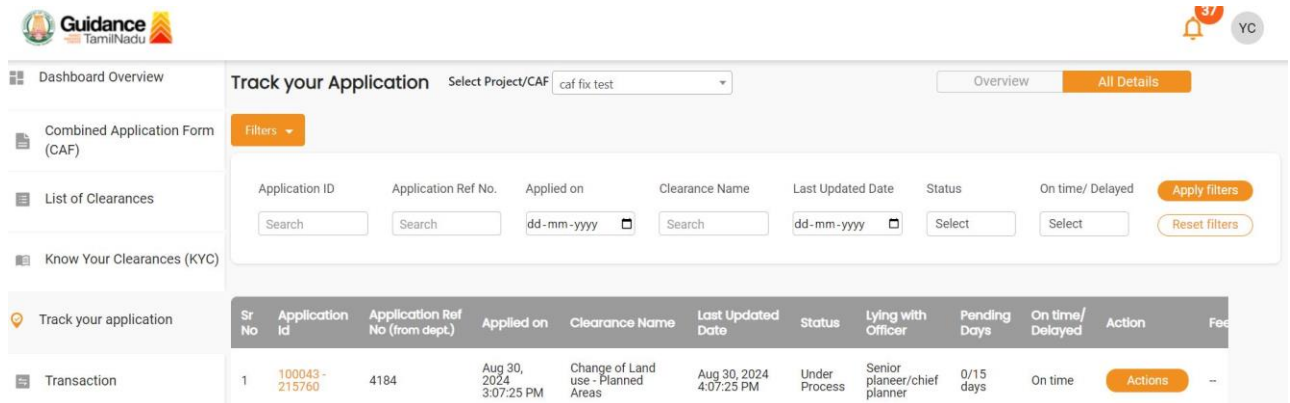 37
Guidance
TamilNadu
YC
Dashboard Overview
Track your Application Select Project/CAF caf fix test Overview All Details
Combined Application Form
(CAF)
Filters
List of Clearances
Application ID Application Ref No. Applied on Clearance Name Last Updated Date Status On time/ Delayed Apply filters
Search Search dd-mm-yyyy Search dd-mm-yyyy Select Select Reset filters
Know Your Clearances (KYC)
Track your application
Sr Application Application Ref Applied on Clearance Name Last Updated Status Lying with Pending On time/ Action Fee
No Id No (from dept.) Date Officer Days Delayed
Transaction
1 100043 - 4184 Aug 30, Change of Land Aug 30, 2024 Under Senior 0/15 On time Actions --
215760 2024 use - Planned 4:07:25 PM Process planeer/chief days
3:07:25 PM Areas planner